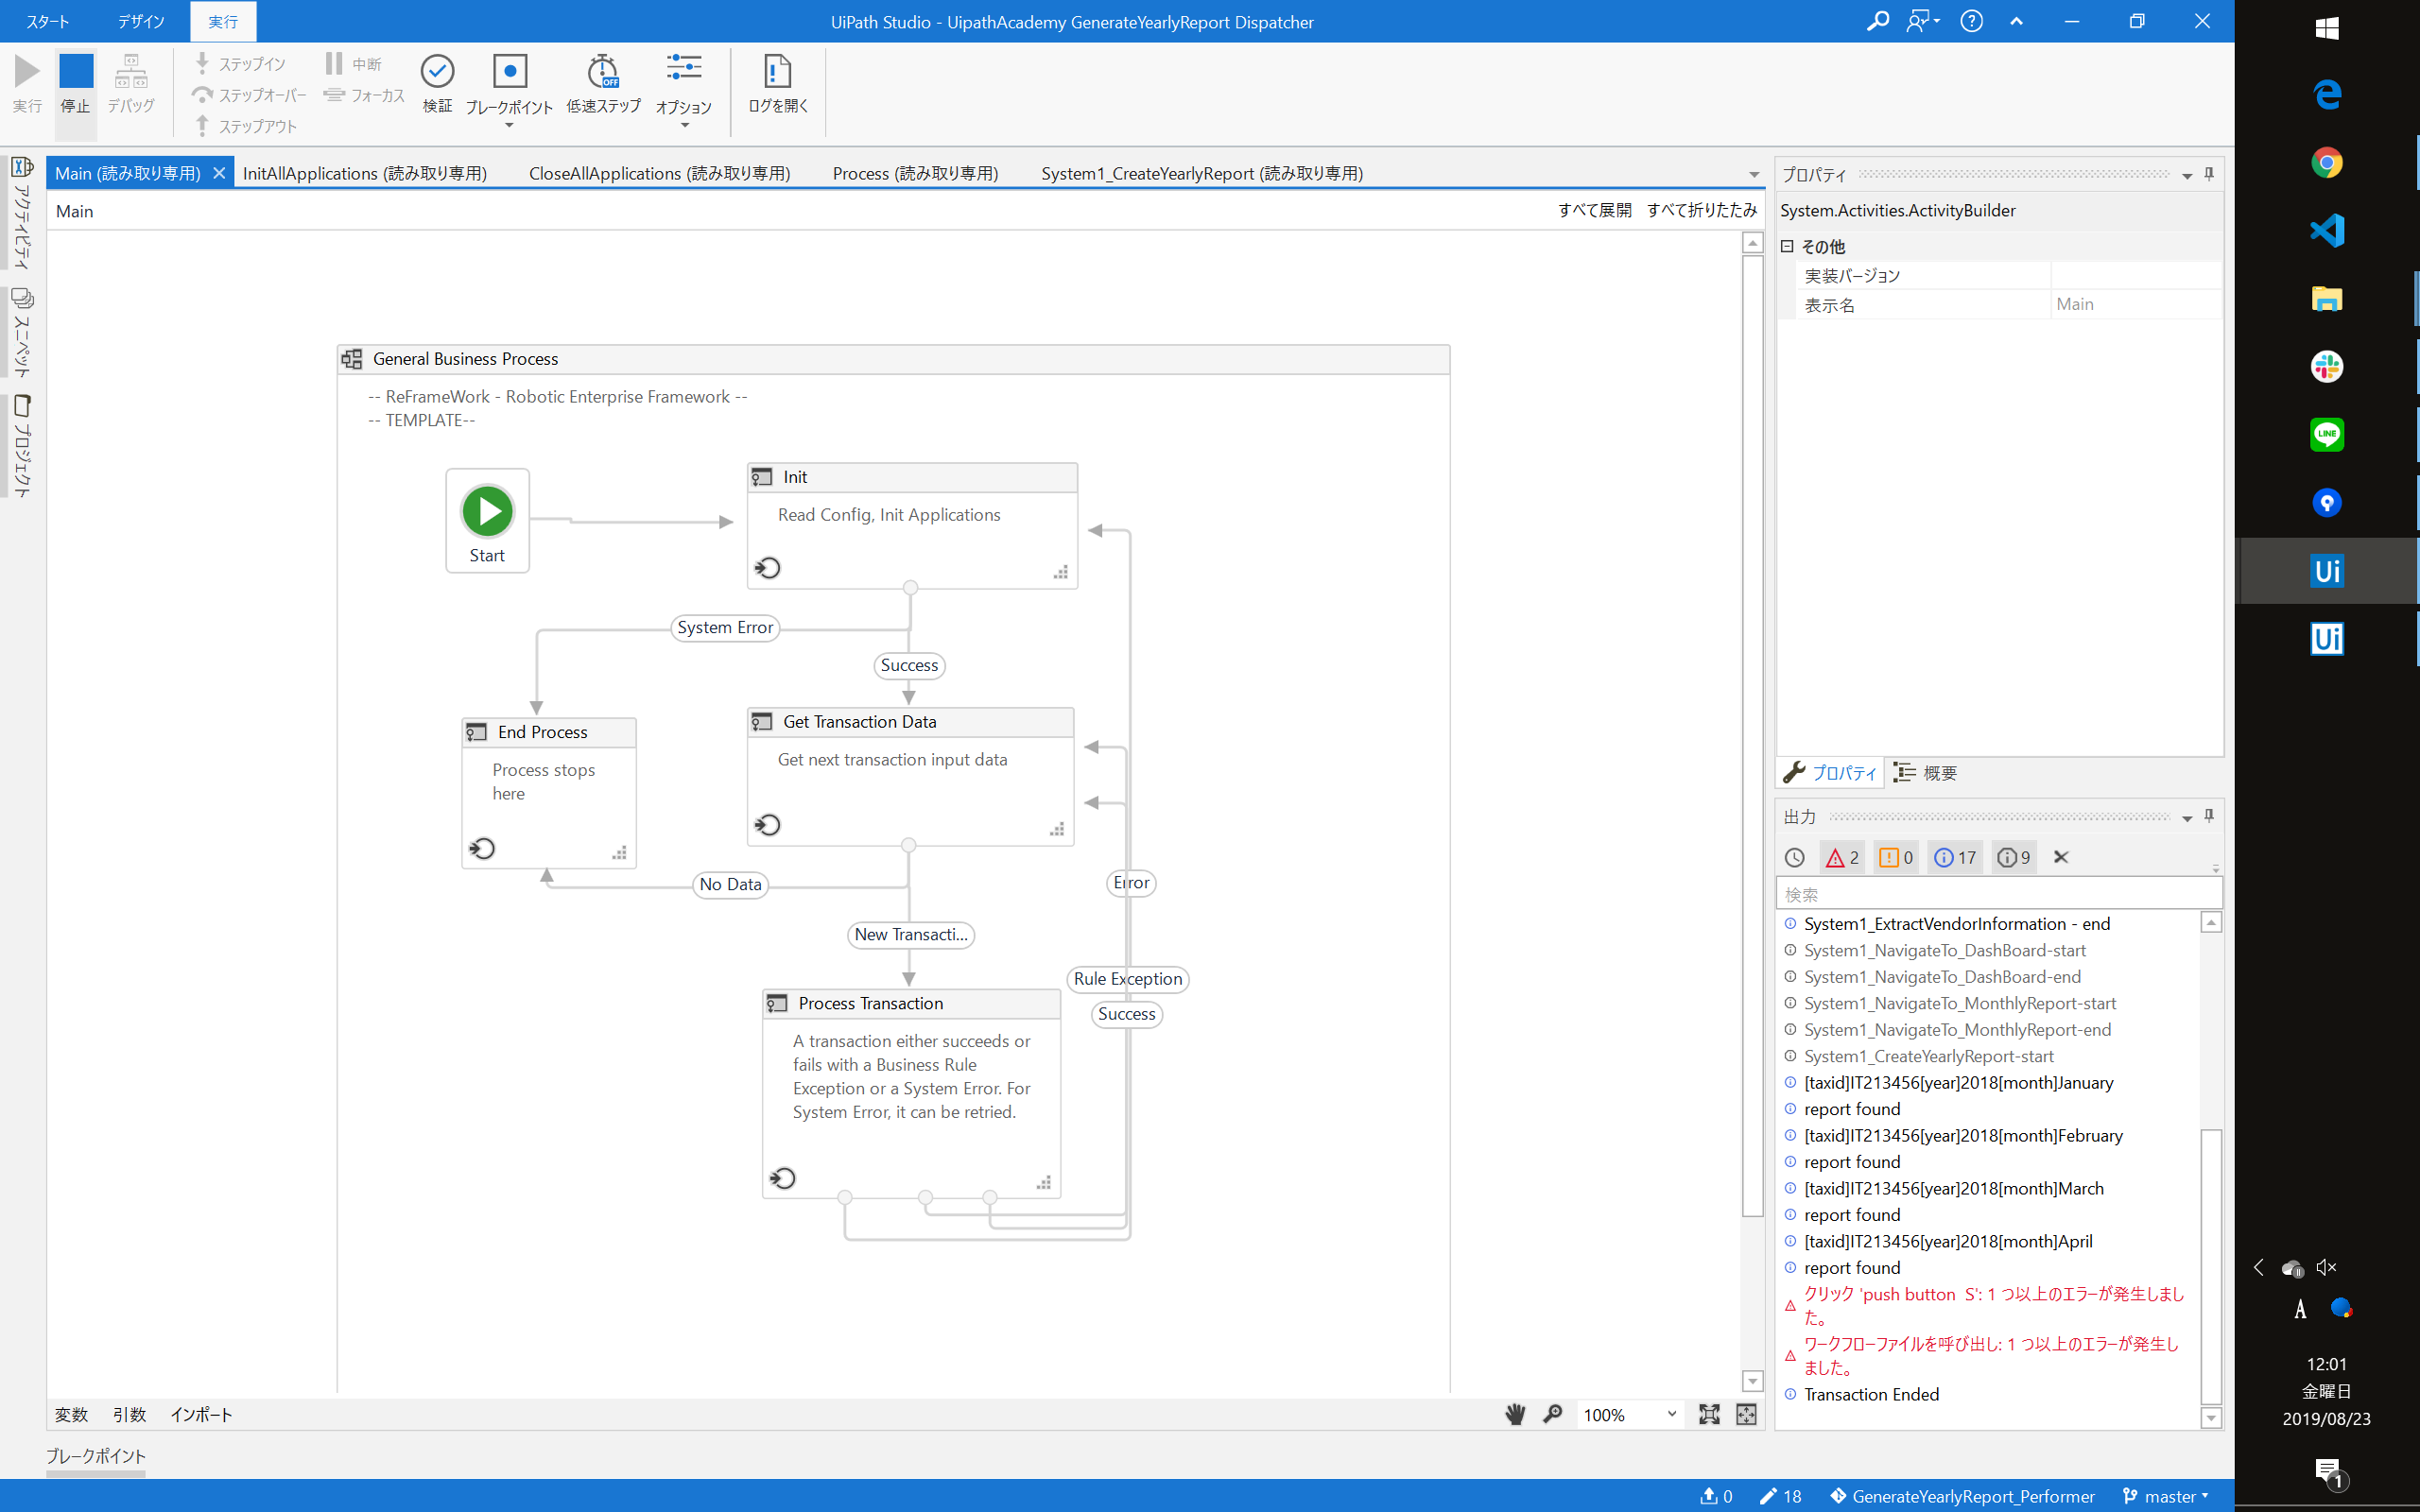 スタート
デザイン
実行
UiPath Studio - UipathAcademy GenerateYearlyReport Dispatcher
実行
停止
デバッグ
ステップイン
ステップオーバー
ステップアウト
中断
フォーカス
検証
ブレークポイント
低速ステップ
OFF
オプション
ログを開く
アクティビティ
スニペット
プロジェクト
Main (読み取り専用)
InitAllApplications (読み取り専用)
CloseAllApplications (読み取り専用)
Process (読み取り専用)
System1_CreateYearlyReport (読み取り専用)
Main
すべて展開
すべて折りたたみ
General Business Process
-- ReFrameWork - Robotic Enterprise Framework --
-- TEMPLATE--
Start
Init
Read Config, Init Applications
System Error
Success
End Process
Process stops
here
Get Transaction Data
Get next transaction input data
No Data
Error
New Transacti...
Rule Exception
Success
Process Transaction
A transaction either succeeds or
fails with a Business Rule
Exception or a System Error. For
System Error, it can be retried.
変数
引数
インポート
100%
ブレークポイント
プロパティ
System.Activities.ActivityBuilder
その他
実装バージョン
表示名
Main
プロパティ
概要
出力
2
0
17
9
検索
System1_ExtractVendorInformation - end
System1_NavigateTo_DashBoard-start
System1_NavigateTo_DashBoard-end
System1_NavigateTo_MonthlyReport-start
System1_NavigateTo_MonthlyReport-end
System1_CreateYearlyReport-start
[taxid]IT213456[year]2018[month]January
report found
[taxid]IT213456[year]2018[month]February
report found
[taxid]IT213456[year]2018[month]March
report found
[taxid]IT213456[year]2018[month]April
report found
クリック 'push button  S': 1 つ以上のエラーが発生しまし
た。
ワークフローファイルを呼び出し: 1 つ以上のエラーが発生し
ました。
Transaction Ended
0
18
GenerateYearlyReport_Performer
master
LINE
Ui
Ui
A
12:01
金曜日
2019/08/23
1